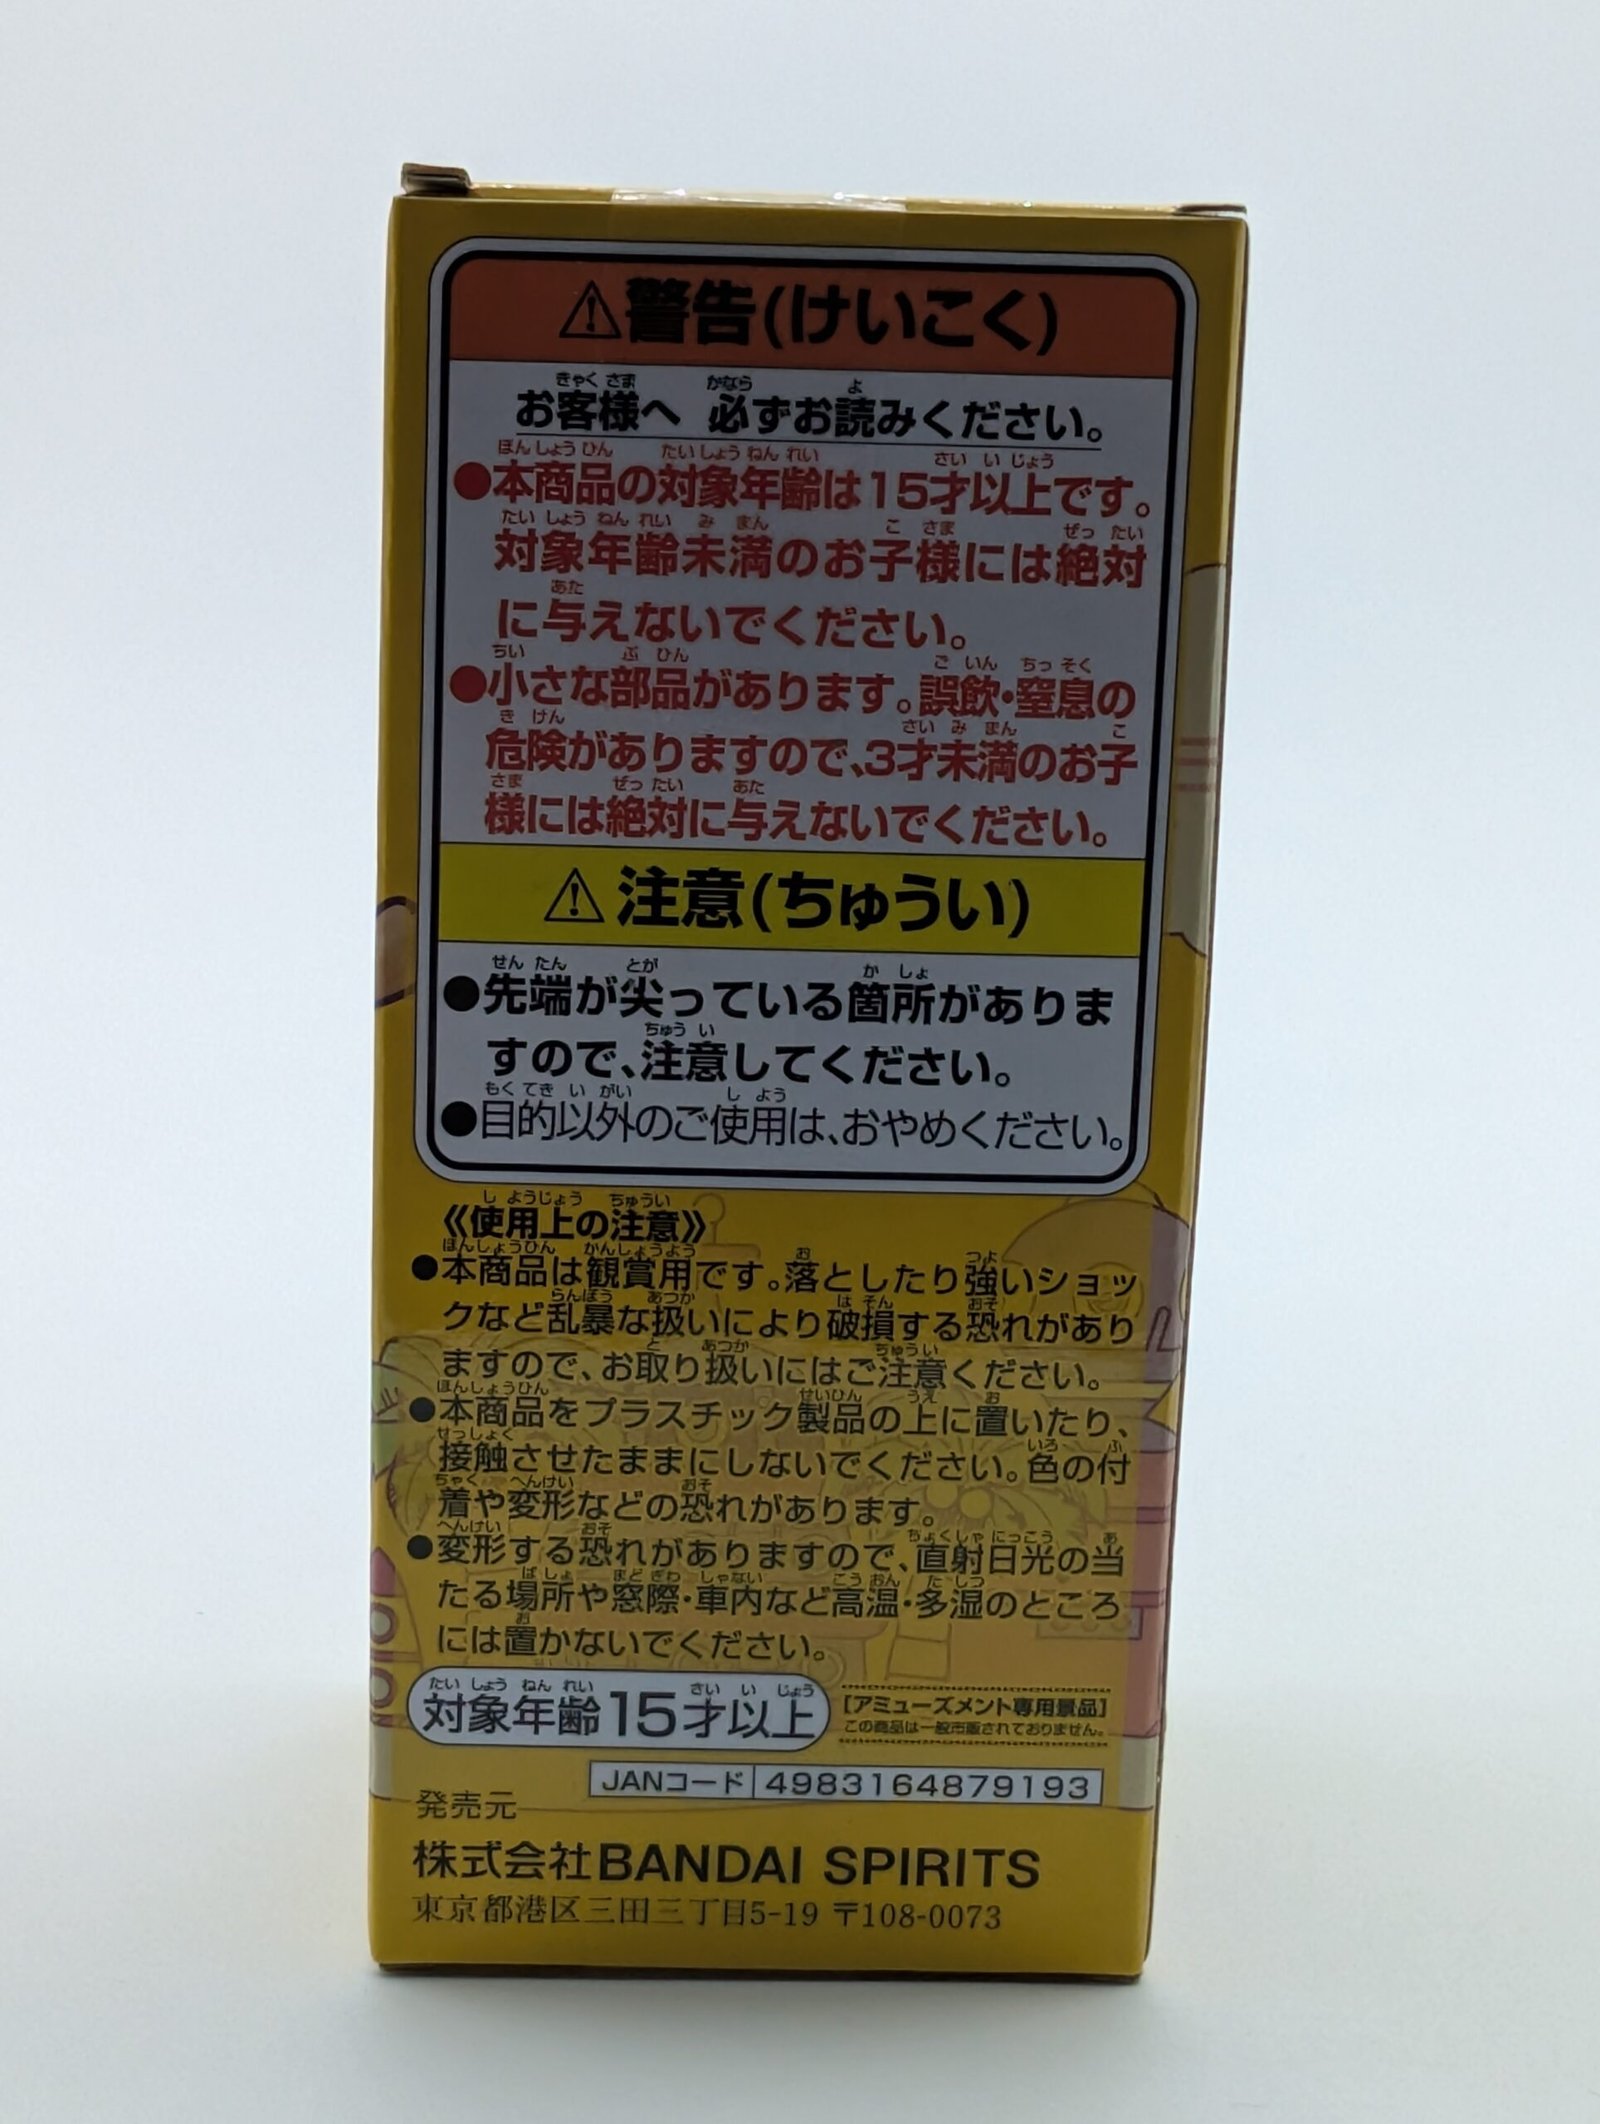 ⚠警告(けいこく)
お客様へ 必ずお読みください。
●本商品の対象年齢は15才以上です。
対象年齢未満のお子様には絶対
に与えないでください。
●小さな部品があります。誤飲・窒息の
危険がありますので、3才未満のお子
様には絶対に与えないでください。
⚠注意(ちゅうい)
●先端が尖っている箇所がありま
すので、注意してください。
●目的以外のご使用は、おやめください。
《使用上の注意》
●本商品は観賞用です。落としたり強いショッ
クなど乱暴な扱いにより破損する恐れがあり
ますので、お取り扱いにはご注意ください。
●本商品をプラスチック製品の上に置いたり、
接触させたままにしないでください。色の付
着や変形などの恐れがあります。
●変形する恐れがありますので、直射日光の当
たる場所や窓際・車内など高温・多湿のところ
には置かないでください。
対象年齢15才以上
[アミューズメント専用景品]
この商品は一般市販されておりません。
JANコード 4983164879193
発売元
株式会社BANDAI SPIRITS
東京都港区三田三丁目5-19 〒108-0073